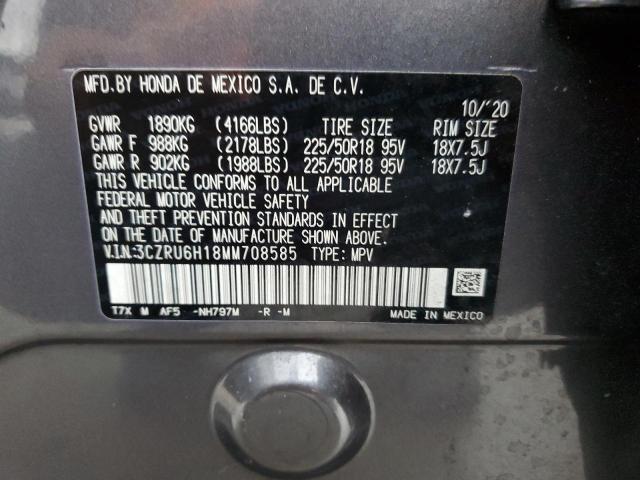 MFD.BY HONDA DE MEXICO S.A. DE C.V.
10/'20
GVWR 1890KG (4166LBS) TIRE SIZE RIM SIZE
GAWR F 988KG (2178LBS) 225/50R18 95V 18X7.5J
GAWR R 902KG (1988LBS) 225/50R18 95V 18X7.5J
THIS VEHICLE CONFORMS TO ALL APPLICABLE
FEDERAL MOTOR VEHICLE SAFETY
AND THEFT PREVENTION STANDARDS IN EFFECT
ON THE DATE OF MANUFACTURE SHOWN ABOVE.
V.I.N.:3CZRU6H18MM708585 TYPE: MPV
T7X M AF5 -NH797M -R -M
MADE IN MEXICO